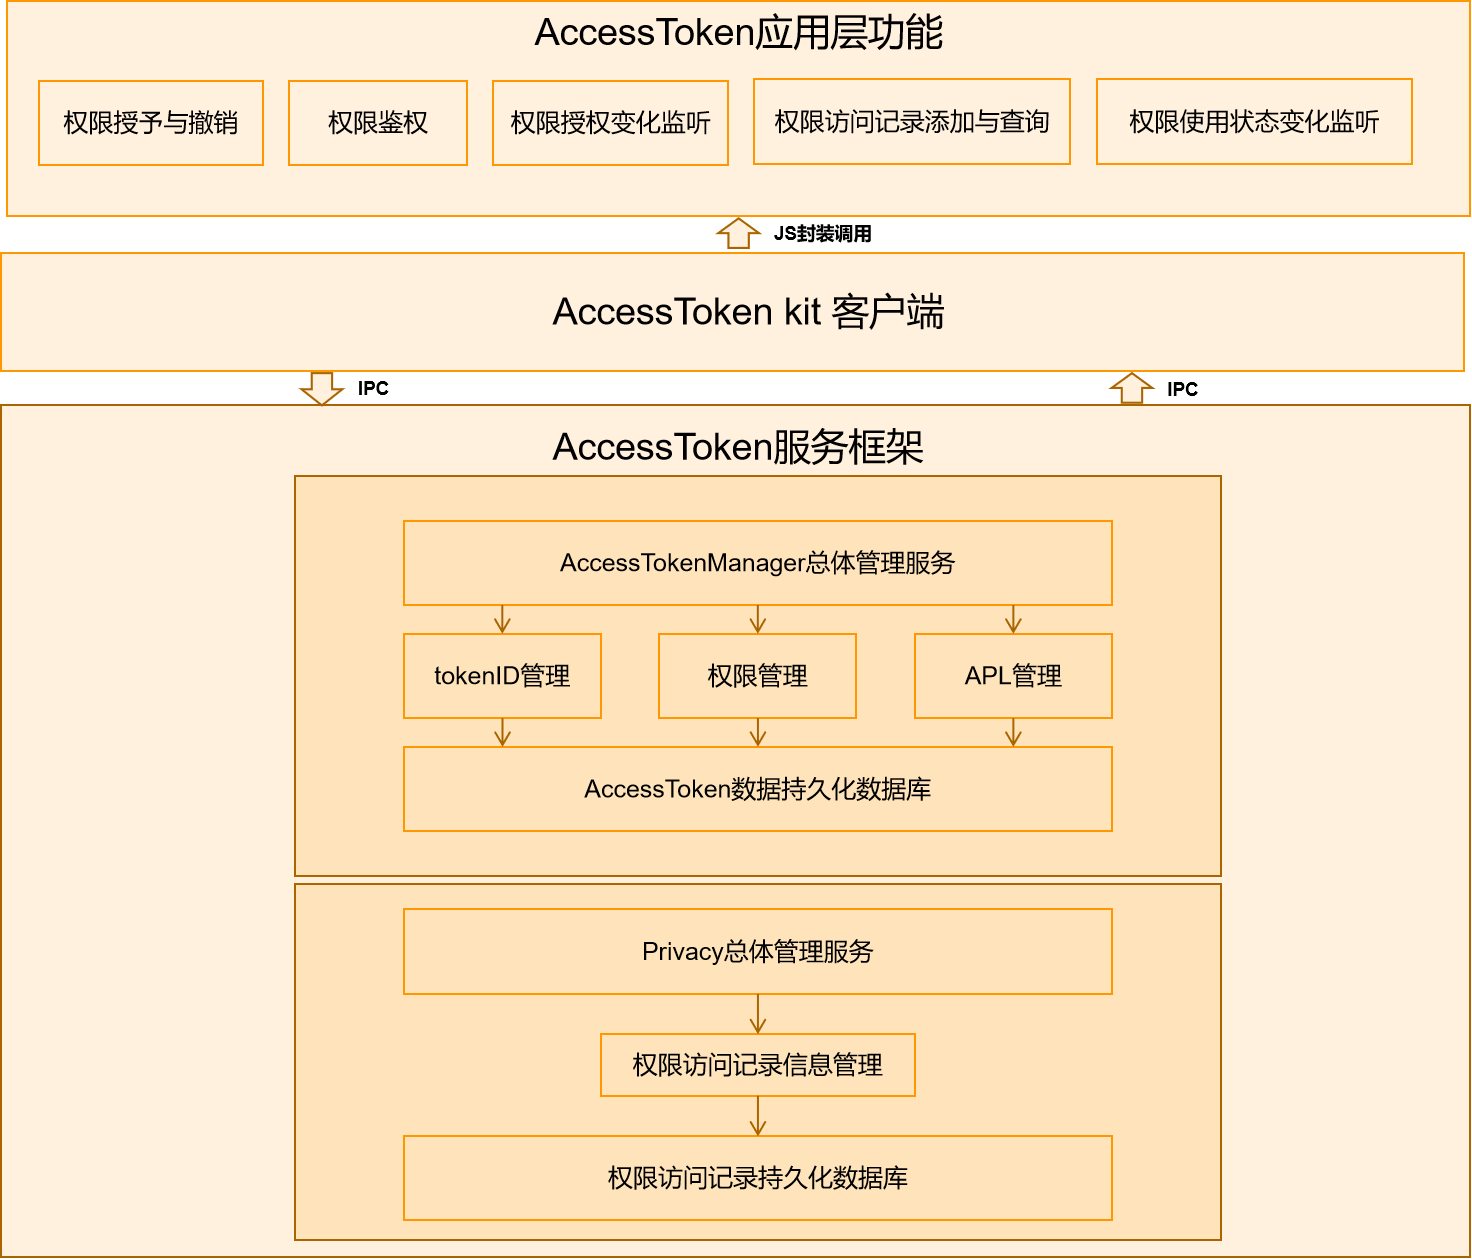 AccessToken应用层功能
权限授予与撤销
权限鉴权
权限授权变化监听
权限访问记录添加与查询
权限使用状态变化监听
JS封装调用
AccessToken kit 客户端
IPC
IPC
AccessToken服务框架
AccessTokenManager总体管理服务
tokenID管理
权限管理
APL管理
AccessToken数据持久化数据库
Privacy总体管理服务
权限访问记录信息管理
权限访问记录持久化数据库